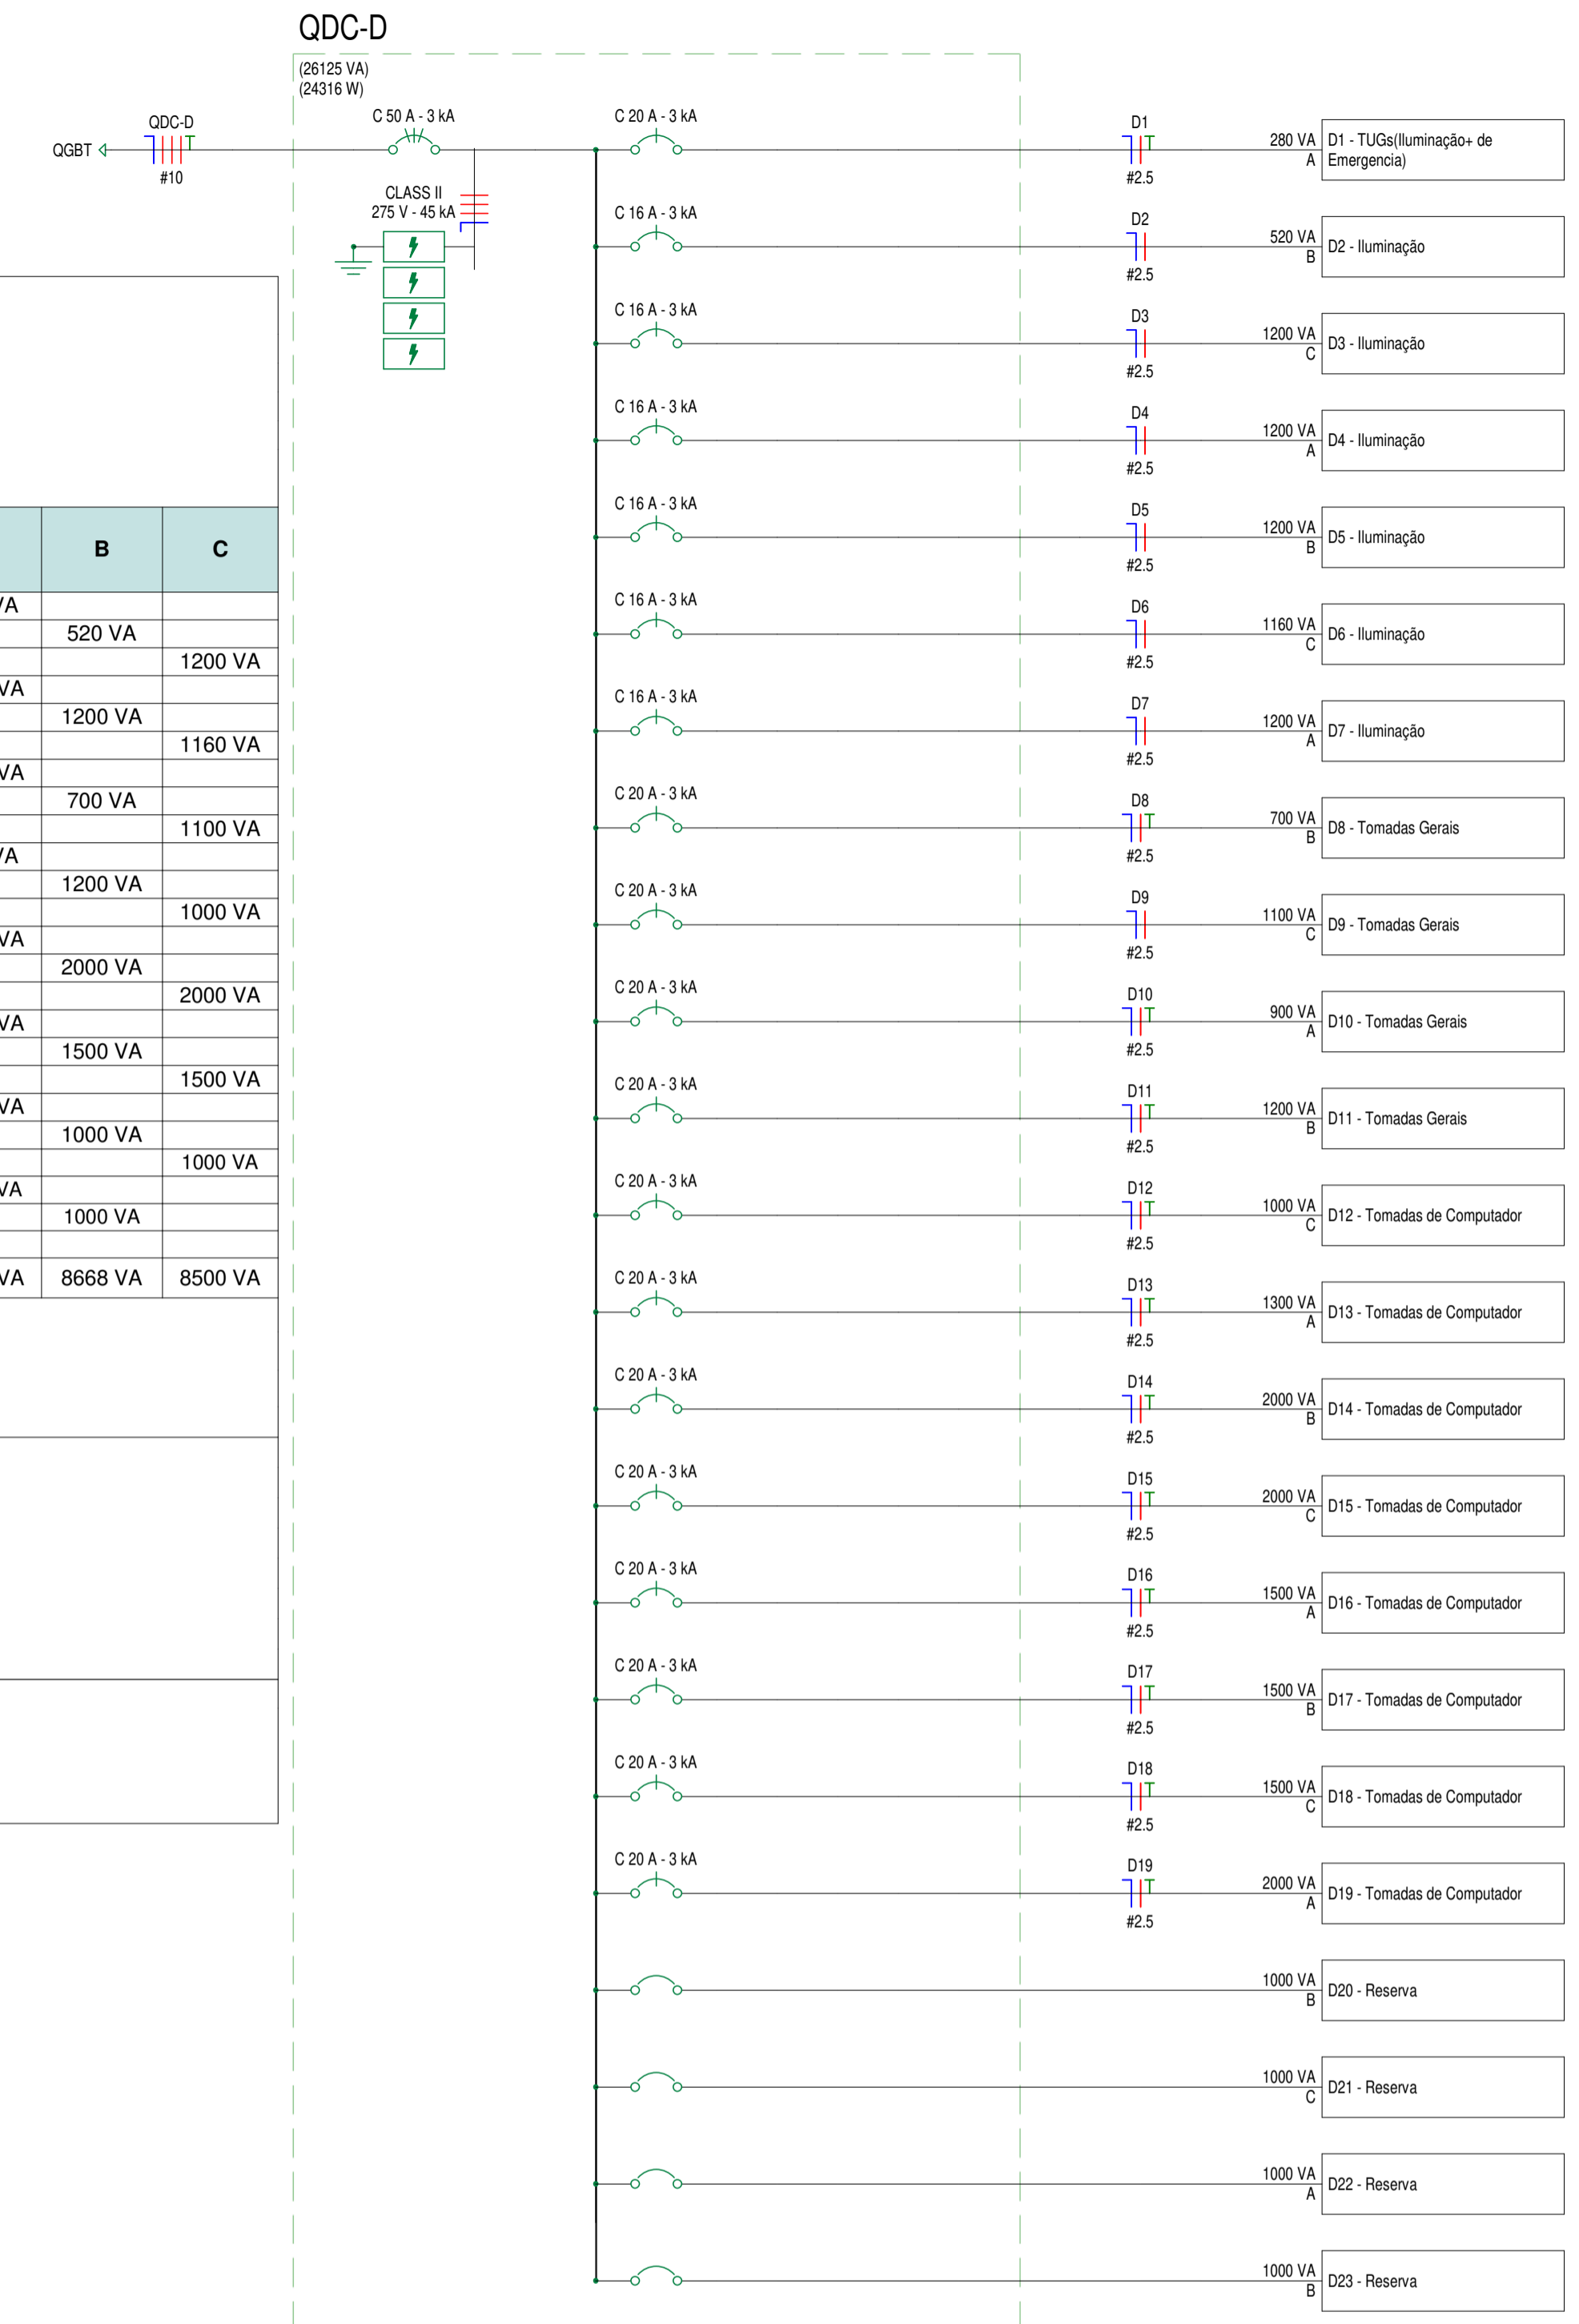 QDC-D
(26125 VA)
(24316 W)
QGBT
QDC-D
#10
C 50 A - 3 kA
CLASS II
275 V - 45 kA
C 20 A - 3 kA
D1
#2.5
280 VA
A
D1 - TUGs(Iluminação+ de
Emergencia)
C 16 A - 3 kA
D2
#2.5
520 VA
B
D2 - Iluminação
C 16 A - 3 kA
D3
#2.5
1200 VA
C
D3 - Iluminação
C 16 A - 3 kA
D4
#2.5
1200 VA
A
D4 - Iluminação
C 16 A - 3 kA
D5
#2.5
1200 VA
B
D5 - Iluminação
C 16 A - 3 kA
D6
#2.5
1160 VA
C
D6 - Iluminação
C 16 A - 3 kA
D7
#2.5
1200 VA
A
D7 - Iluminação
C 20 A - 3 kA
D8
#2.5
700 VA
B
D8 - Tomadas Gerais
C 20 A - 3 kA
D9
#2.5
1100 VA
C
D9 - Tomadas Gerais
C 20 A - 3 kA
D10
#2.5
900 VA
A
D10 - Tomadas Gerais
C 20 A - 3 kA
D11
#2.5
1200 VA
B
D11 - Tomadas Gerais
C 20 A - 3 kA
D12
#2.5
1000 VA
C
D12 - Tomadas de Computador
C 20 A - 3 kA
D13
#2.5
1300 VA
A
D13 - Tomadas de Computador
C 20 A - 3 kA
D14
#2.5
2000 VA
B
D14 - Tomadas de Computador
C 20 A - 3 kA
D15
#2.5
2000 VA
C
D15 - Tomadas de Computador
C 20 A - 3 kA
D16
#2.5
1500 VA
A
D16 - Tomadas de Computador
C 20 A - 3 kA
D17
#2.5
1500 VA
B
D17 - Tomadas de Computador
C 20 A - 3 kA
D18
#2.5
1500 VA
C
D18 - Tomadas de Computador
C 20 A - 3 kA
D19
#2.5
2000 VA
A
D19 - Tomadas de Computador
1000 VA
B
D20 - Reserva
1000 VA
C
D21 - Reserva
1000 VA
A
D22 - Reserva
1000 VA
B
D23 - Reserva
B C
VA
520 VA
1200 VA
VA
1200 VA
1160 VA
VA
700 VA
1100 VA
VA
1200 VA
1000 VA
VA
2000 VA
2000 VA
VA
1500 VA
1500 VA
VA
1000 VA
1000 VA
VA
1000 VA
VA 8668 VA 8500 VA